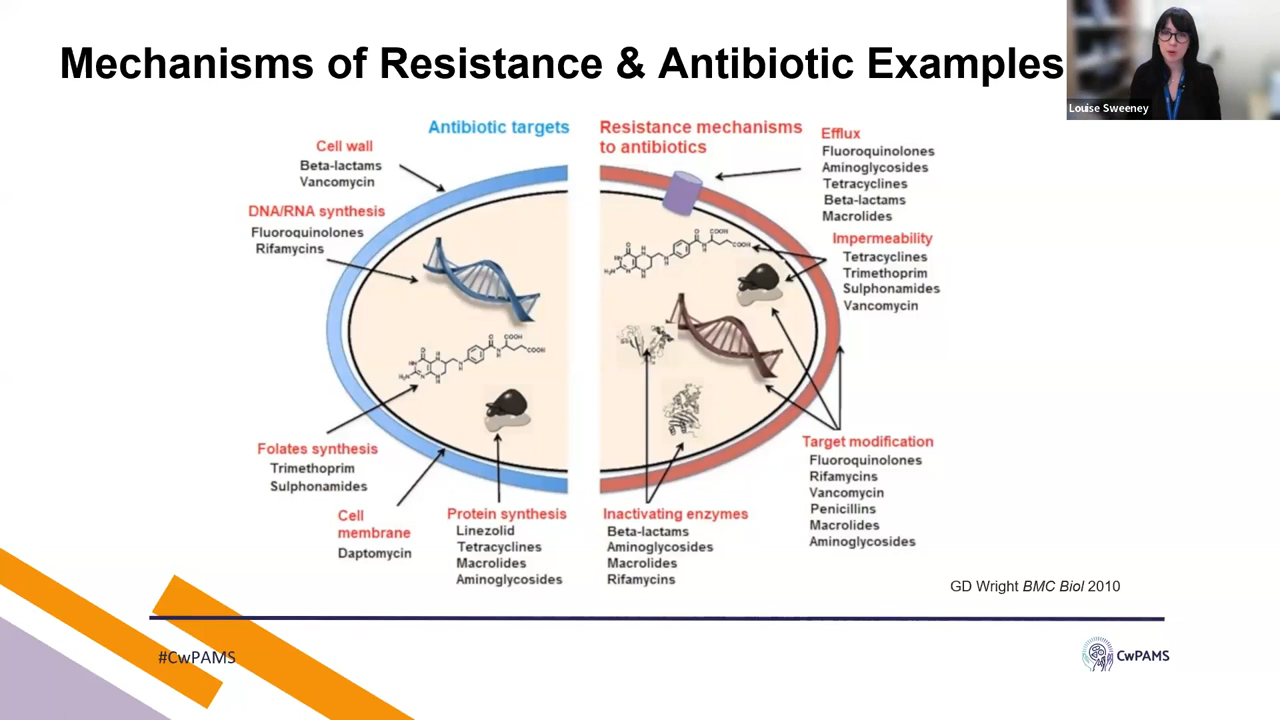 Mechanisms of Resistance & Antibiotic Examples
Louise Sweeney
Antibiotic targets
Cell wall
Beta-lactams
Vancomycin
DNA/RNA synthesis
Fluoroquinolones
Rifamycins
Folates synthesis
Trimethoprim
Sulphonamides
Cell
membrane
Daptomycin
Protein synthesis
Linezolid
Tetracyclines
Macrolides
Aminoglycosides
Resistance mechanisms
to antibiotics
Efflux
Fluoroquinolones
Aminoglycosides
Tetracyclines
Beta-lactams
Macrolides
Impermeability
Tetracyclines
Trimethoprim
Sulphonamides
Vancomycin
Target modification
Fluoroquinolones
Rifamycins
Vancomycin
Penicillins
Macrolides
Aminoglycosides
Inactivating enzymes
Beta-lactams
Aminoglycosides
Macrolides
Rifamycins
GD Wright BMC Biol 2010
#CwPAMS
CwPAMS